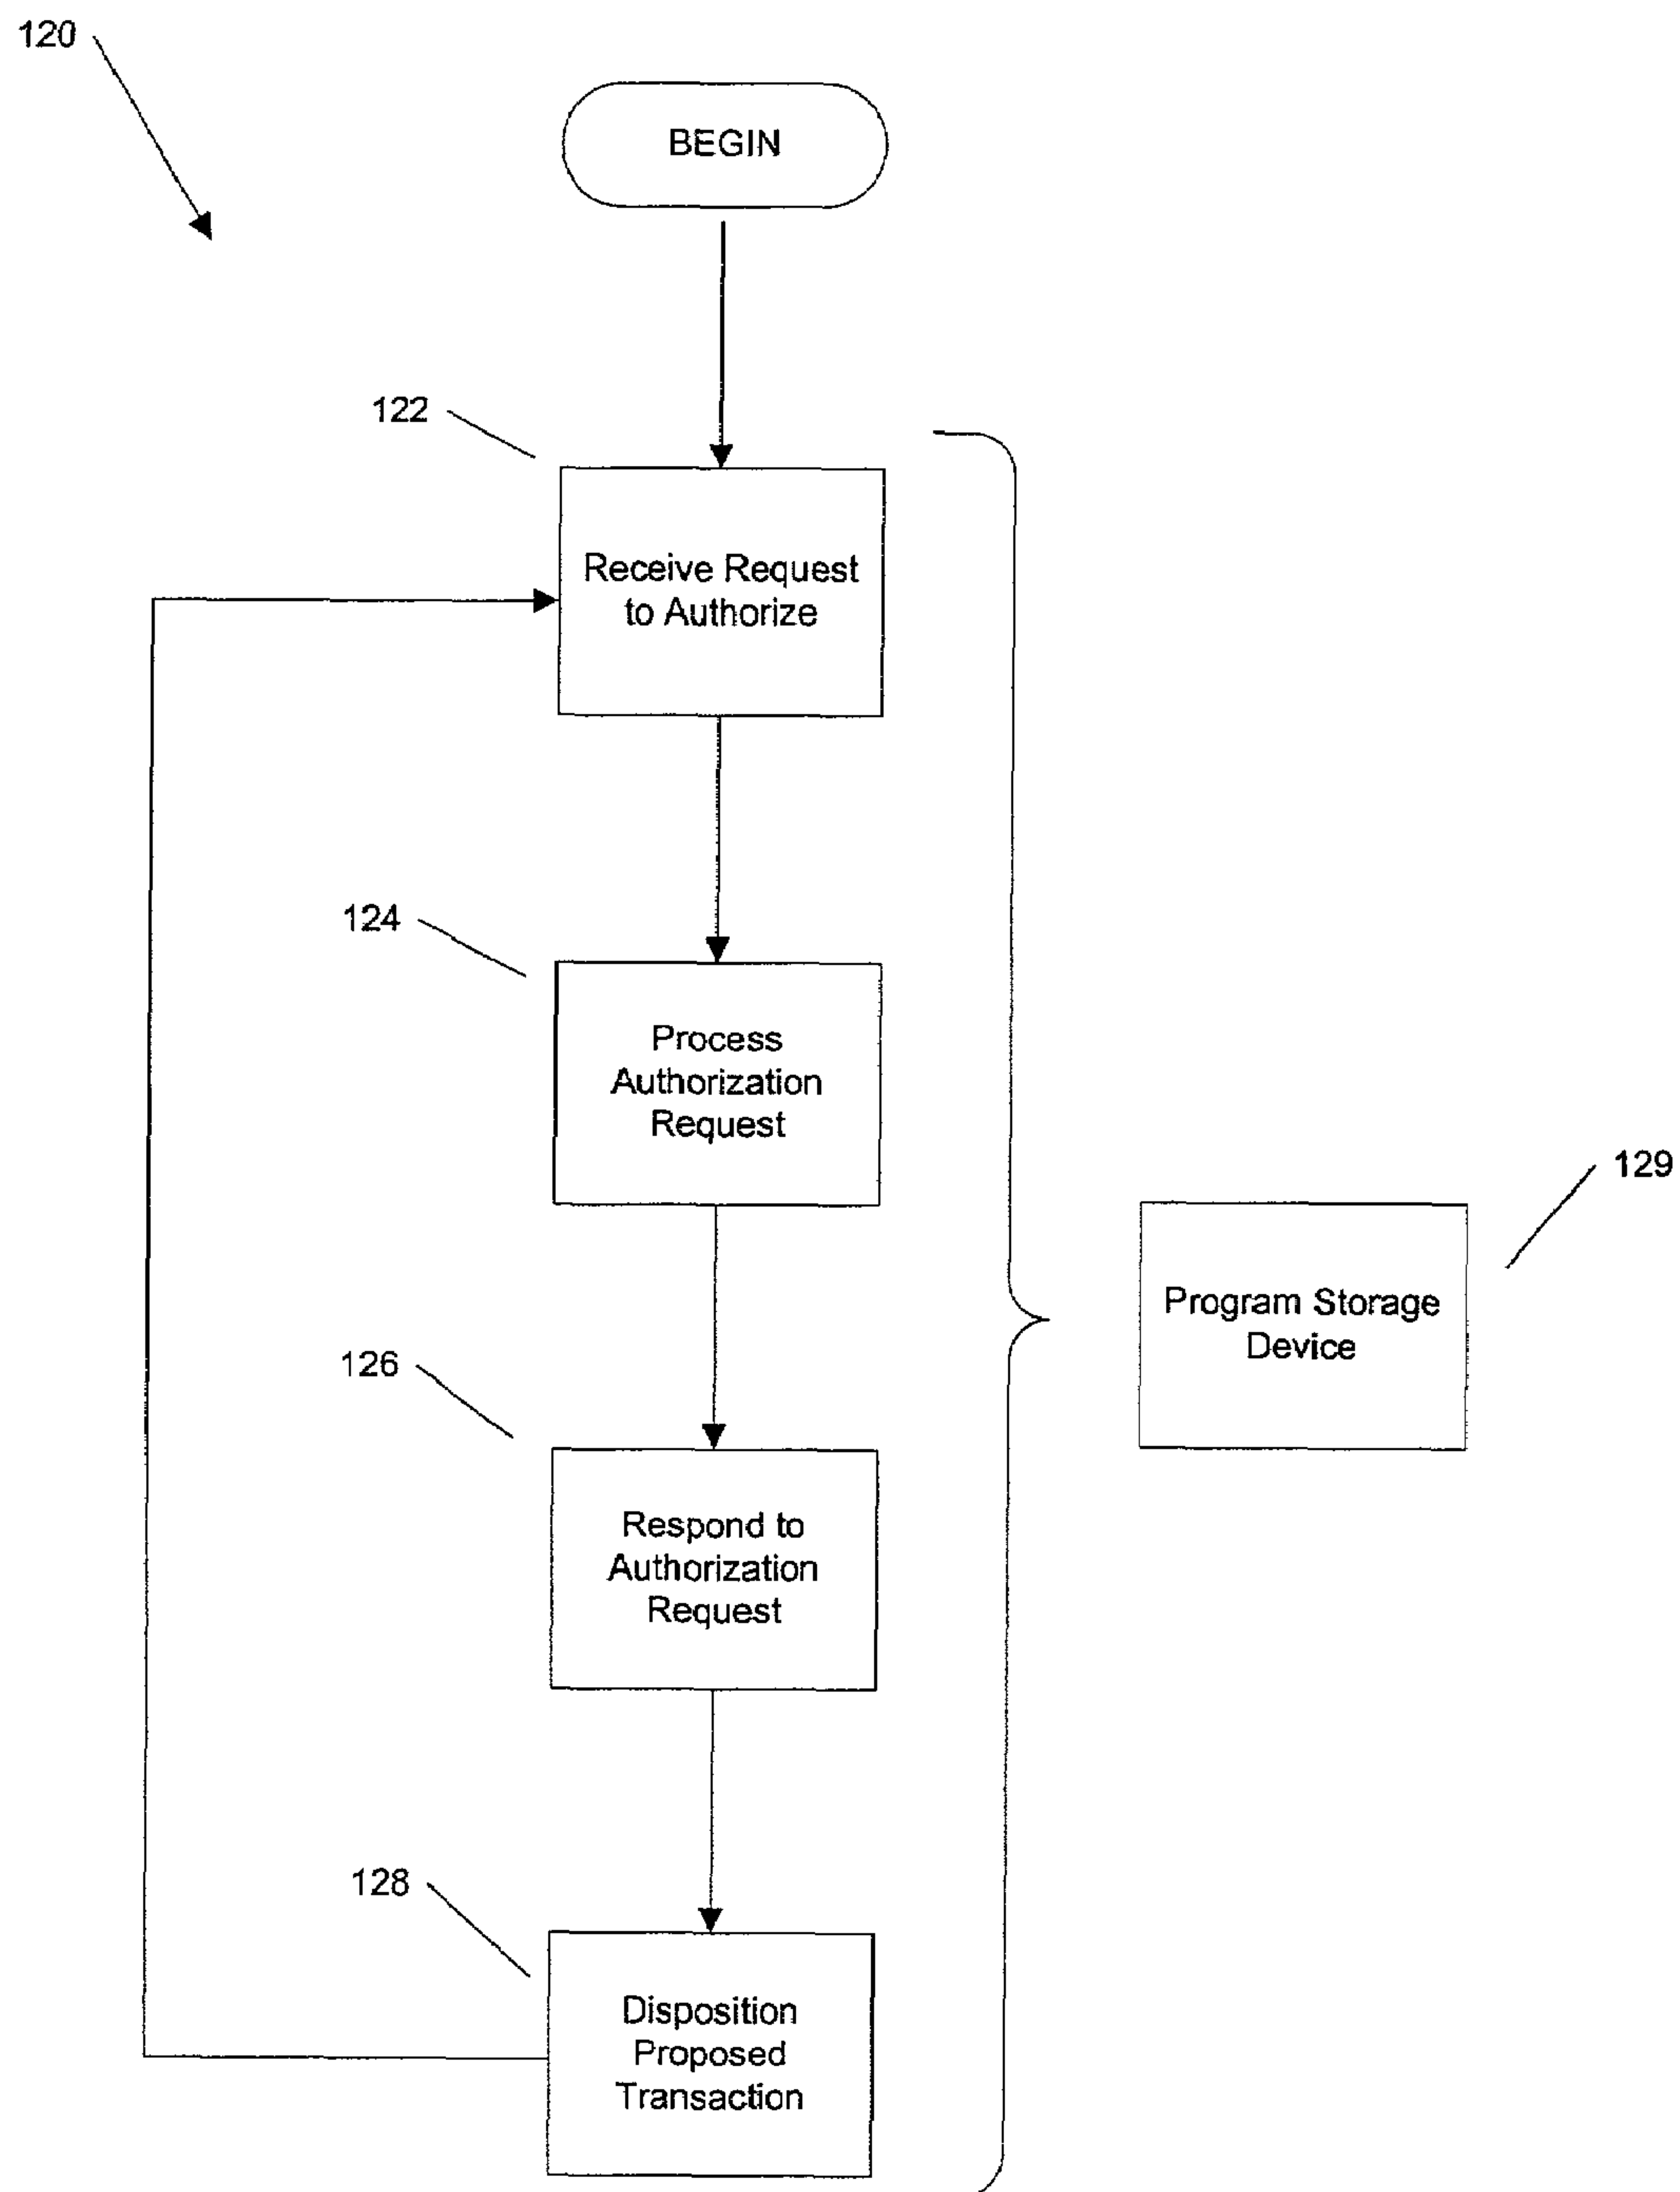 120
BEGIN
122
Receive Request
to Authorize
124
Process
Authorization
Request
129
Program Storage
Device
126
Respond to
Authorization
Request
128
Disposition
Proposed
Transaction